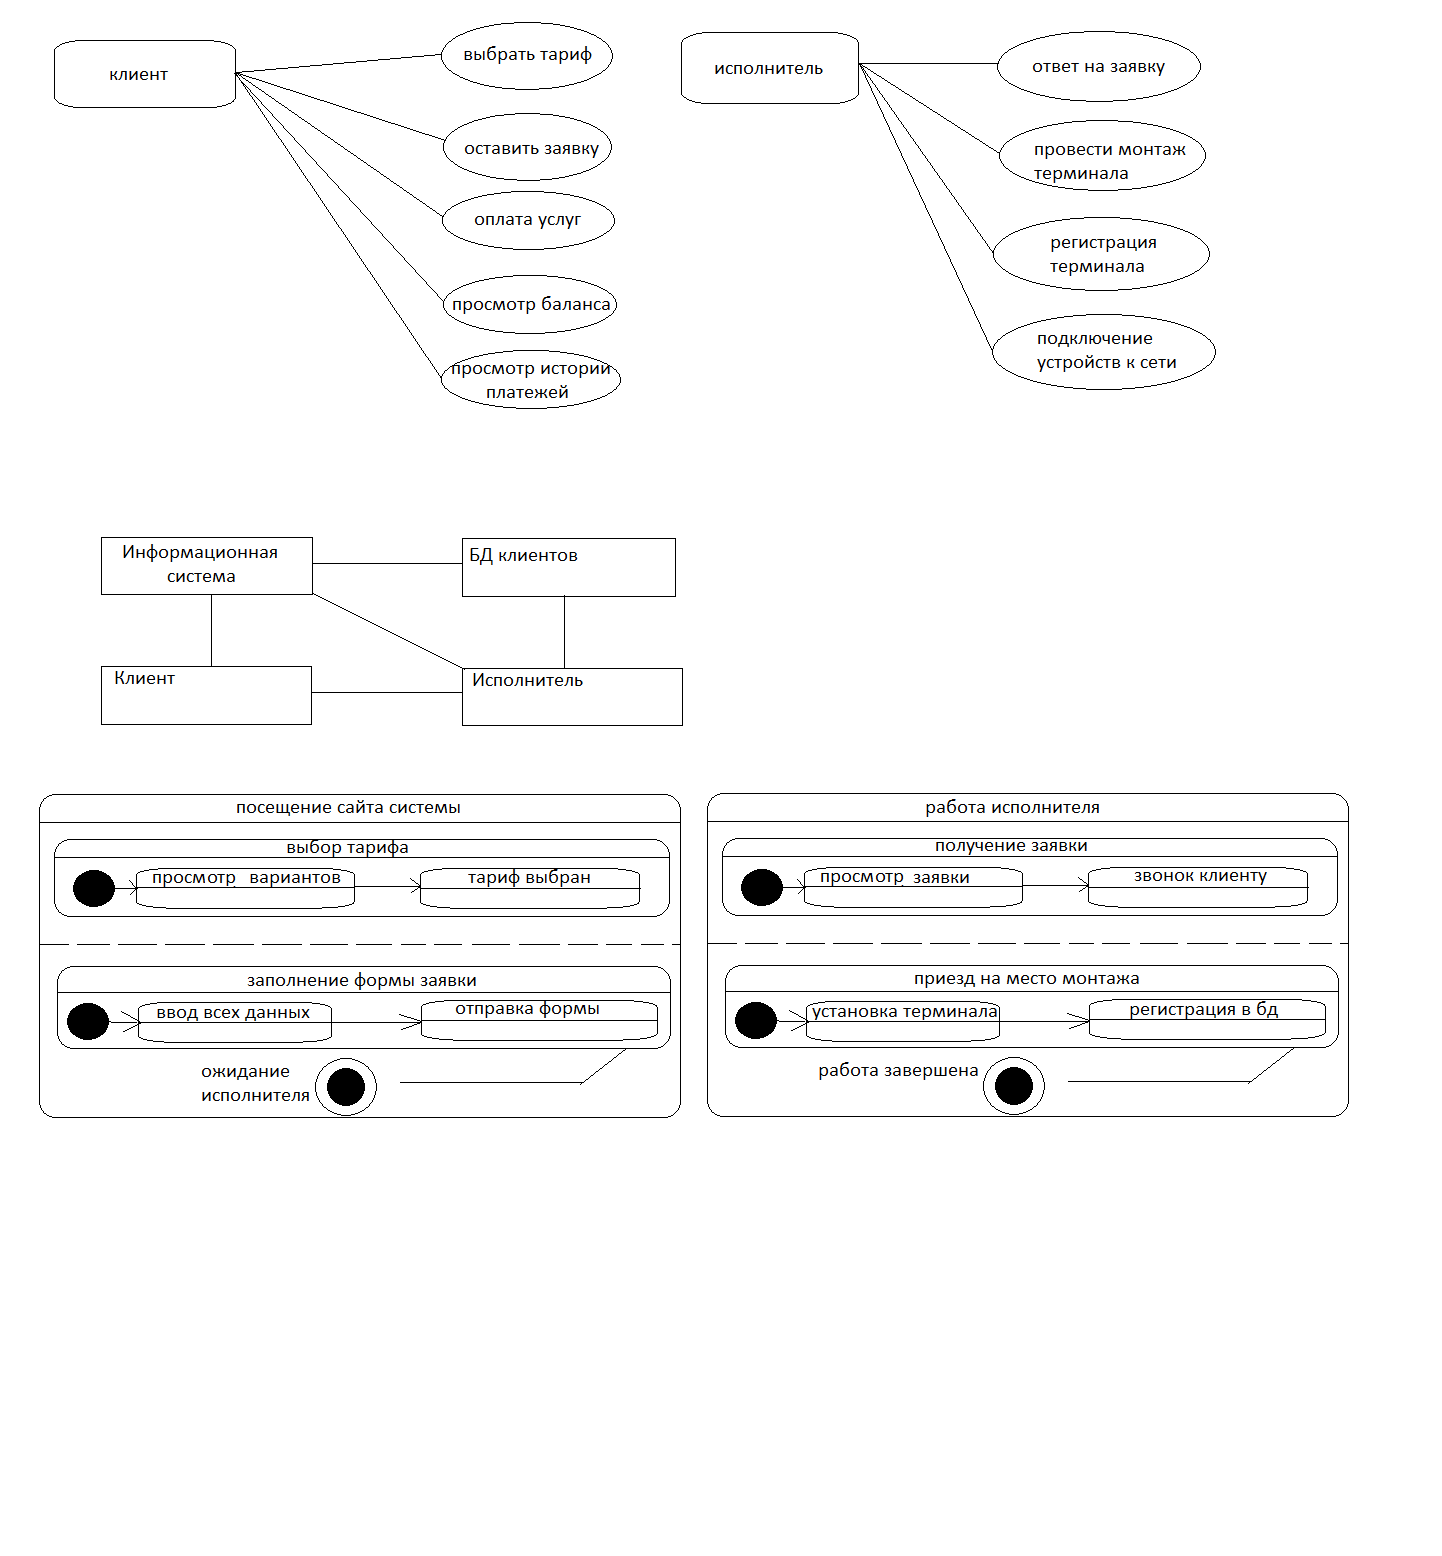 клиент
выбрать тариф
оставить заявку
оплата услуг
просмотр баланса
просмотр истории
платежей
исполнитель
ответ на заявку
провести монтаж
терминала
регистрация
терминала
подключение
устройств к сети
Информационная
система
БД клиентов
Клиент
Исполнитель
посещение сайта системы
выбор тарифа
просмотр вариантов
тариф выбран
заполнение формы заявки
ввод всех данных
отправка формы
ожидание
исполнителя
работа исполнителя
получение заявки
просмотр заявки
звонок клиенту
приезд на место монтажа
установка терминала
регистрация в бд
работа завершена